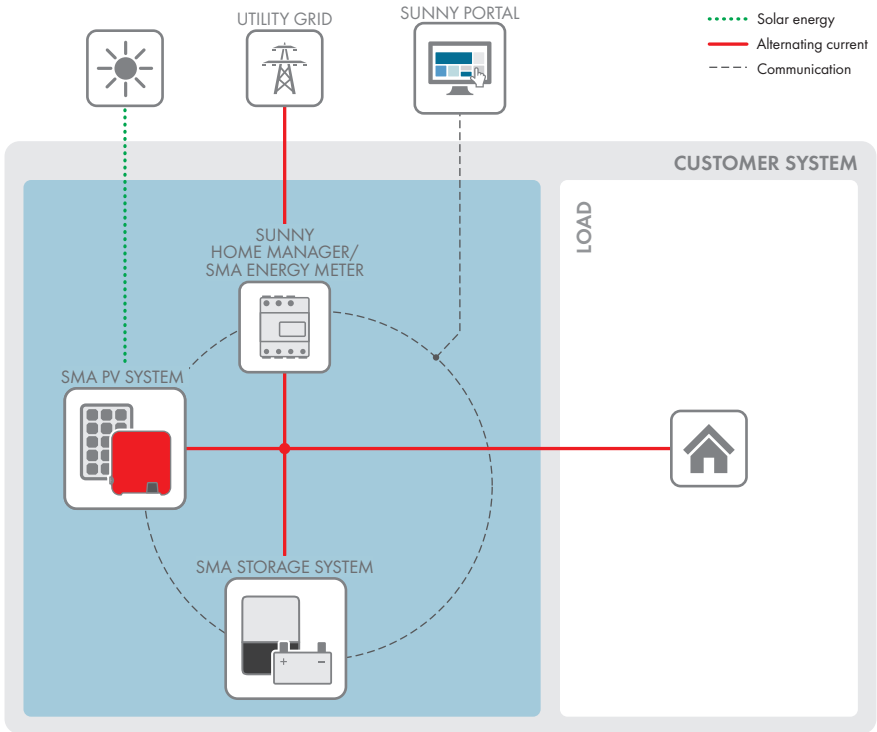 UTILITY GRID
SUNNY PORTAL
Solar energy
Alternating current
Communication
CUSTOMER SYSTEM
LOAD
SUNNY
HOME MANAGER/
SMA ENERGY METER
SMA PV SYSTEM
SMA STORAGE SYSTEM
+ −